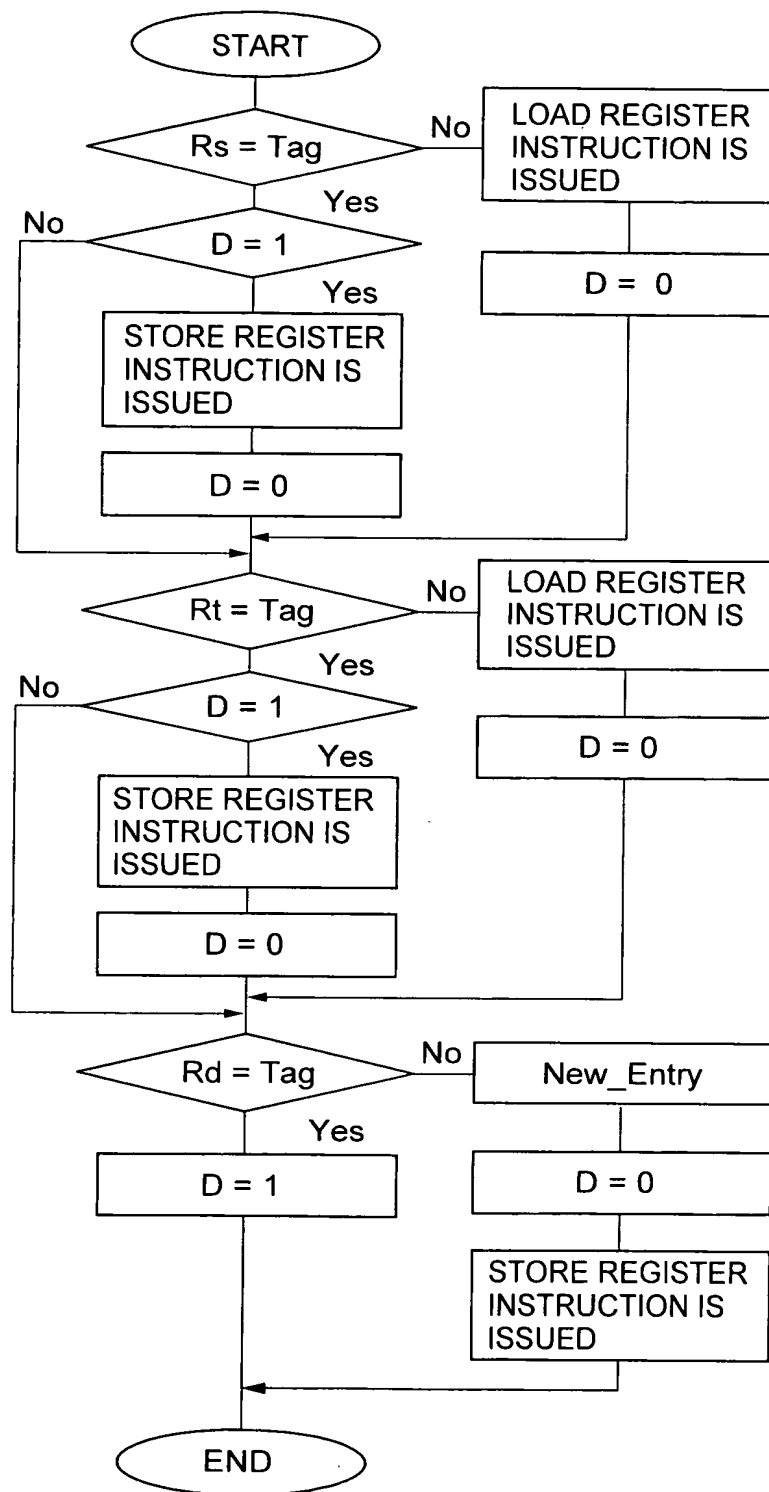 START
Rs = Tag
No
LOAD REGISTER
INSTRUCTION IS
ISSUED
Yes
No
D = 1
D = 0
Yes
STORE REGISTER
INSTRUCTION IS
ISSUED
D = 0
Rt = Tag
No
LOAD REGISTER
INSTRUCTION IS
ISSUED
Yes
No
D = 1
D = 0
Yes
STORE REGISTER
INSTRUCTION IS
ISSUED
D = 0
Rd = Tag
No
New_Entry
Yes
D = 1
D = 0
STORE REGISTER
INSTRUCTION IS
ISSUED
END